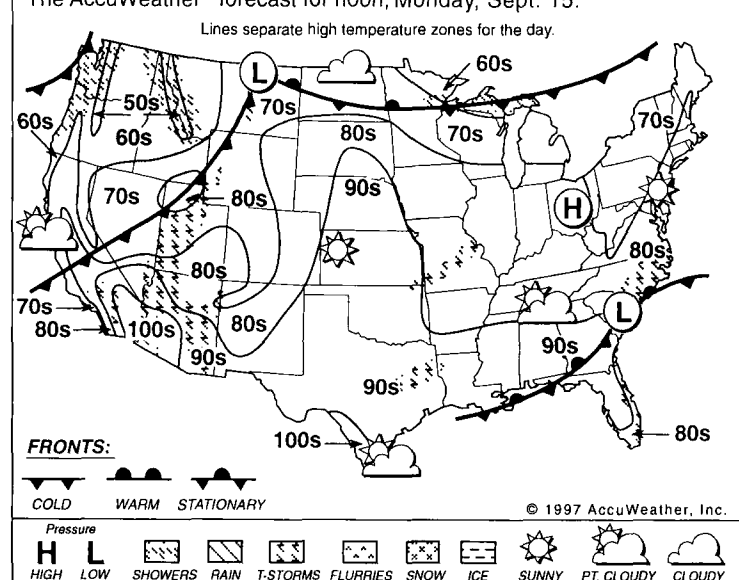 The AccuWeather® forecast for noon, Monday, Sept. 15.
Lines separate high temperature zones for the day.
60s
L
70s
50s
60s
60s
80s
70s
70s
90s
70s
80s
H
80s
80s
70s
80s
100s
80s
L
90s
90s
90s
100s
80s
FRONTS:
COLD WARM STATIONARY
© 1997 AccuWeather, Inc.
Pressure
H L
HIGH LOW SHOWERS RAIN T-STORMS FLURRIES SNOW ICE SUNNY PT. CLOUDY CLOUDY